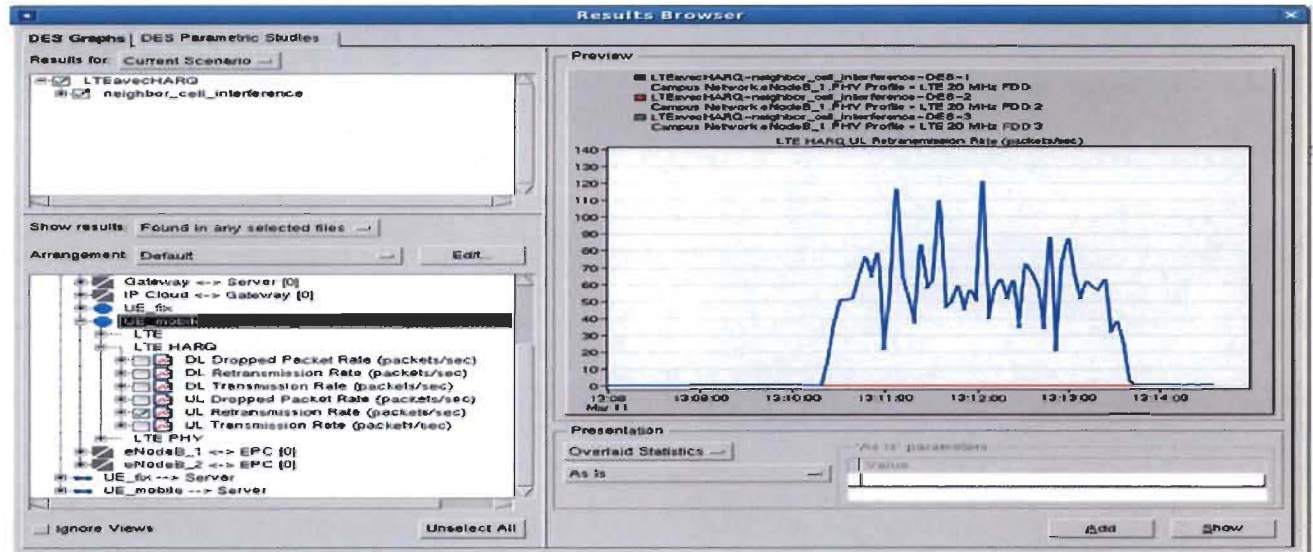 Results Browser
DES Graphs DES Parametric Studies
Results for: Current Scenario
LTEavecHARQ
neighbor_cell_interference
Show results: Found in any selected files
Arrangement: Default Edit...
Gateway <-> Server [0]
IP Cloud <-> Gateway [0]
UE_fix
UE_mobile
LTE
LTE HARQ
DL Dropped Packet Rate (packets/sec)
DL Retransmission Rate (packets/sec)
DL Transmission Rate (packets/sec)
UL Dropped Packet Rate (packets/sec)
UL Retransmission Rate (packets/sec)
UL Transmission Rate (packets/sec)
LTE PHY
eNodeB_1 <-> EPC [0]
eNodeB_2 <-> EPC [0]
UE_fix --> Server
UE_mobile --> Server
Ignore Views Unselect All
Preview
LTEavecHARQ-neighbor_cell_interference-DES-1
Campus Network.eNodeB_1.PHY Profile - LTE 20 MHz FDD
LTEavecHARQ-neighbor_cell_interference-DES-2
Campus Network.eNodeB_1.PHY Profile - LTE 20 MHz FDD 2
LTEavecHARQ-neighbor_cell_interference-DES-3
Campus Network.eNodeB_1.PHY Profile - LTE 20 MHz FDD 3
LTE HARQ UL Retransmission Rate (packets/sec)
140
130
120
110
100
90
80
70
60
50
40
30
20
10
0
13:08 13:09:00 13:10:00 13:11:00 13:12:00 13:13:00 13:14:00
Mar 11
Presentation
Overlaid Statistics
As Is
'As Is' parameters
Value
Add Show